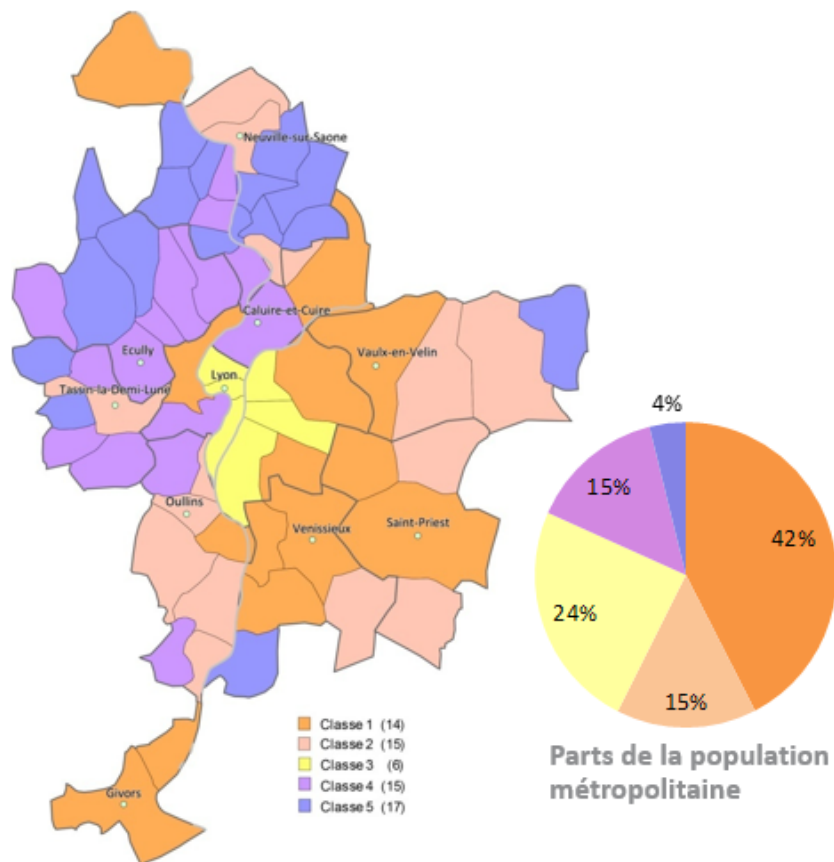 Neuville-sur-Saone
Caluire-et-Cuire
Ecully
Vaulx-en-Velin
Lyon
Tassin-la-Demi-Lune
Oullins
Venissieux
Saint-Priest
Givors
Classe 1 (14)
Classe 2 (15)
Classe 3 (6)
Classe 4 (15)
Classe 5 (17)
4%
15%
42%
24%
15%
Parts de la population
métropolitaine